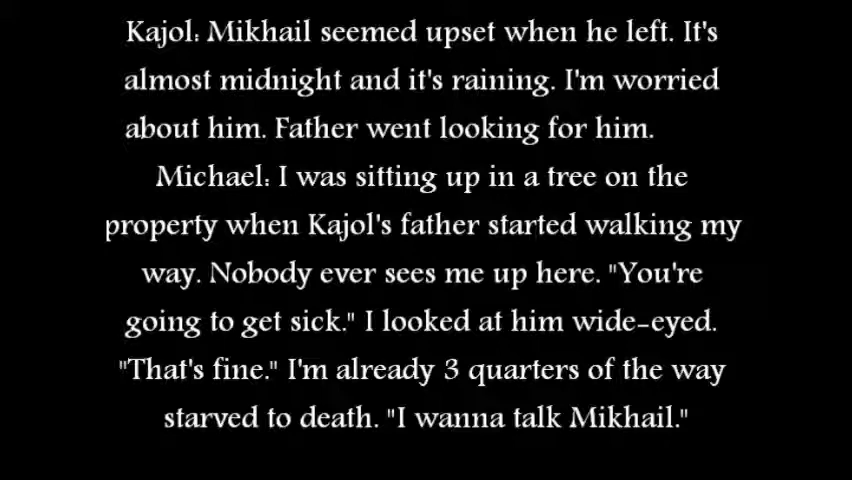 Kajol: Mikhail seemed upset when he left. It's
almost midnight and it's raining. I'm worried
about him. Father went looking for him.
Michael: I was sitting up in a tree on the
property when Kajol's father started walking my
way. Nobody ever sees me up here. "You're
going to get sick." I looked at him wide-eyed.
"That's fine." I'm already 3 quarters of the way
starved to death. "I wanna talk Mikhail."